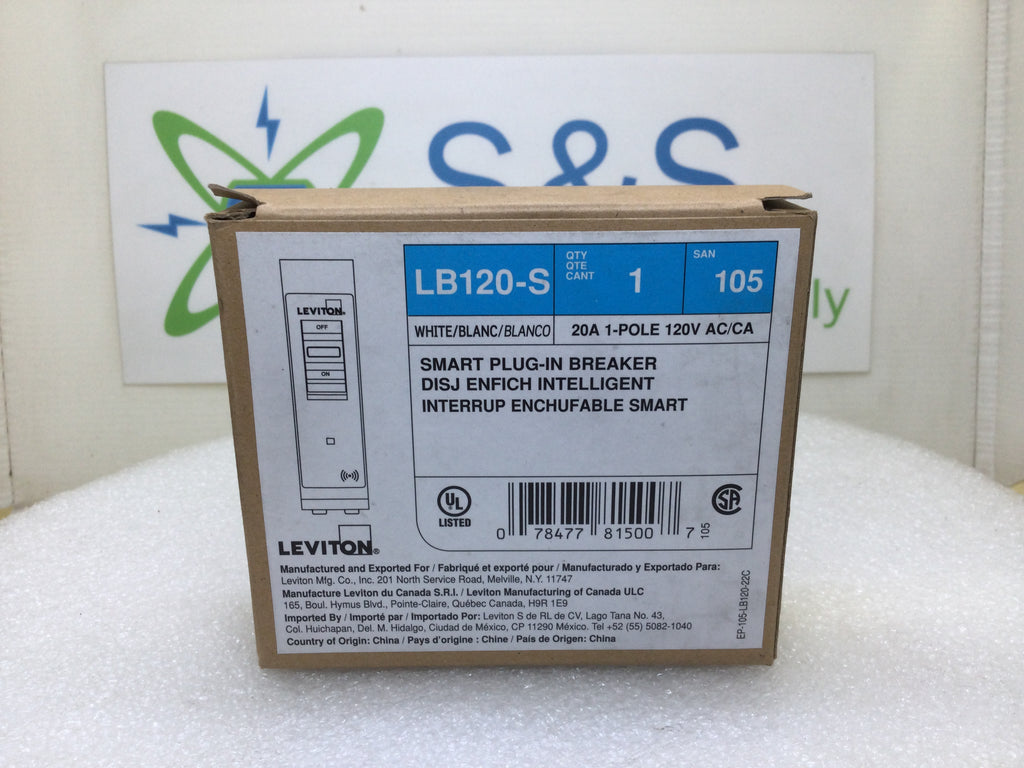 S&S
ly
LB120-S
QTY
QTE
CANT
1
SAN
105
WHITE/BLANC/BLANCO
20A 1-POLE 120V AC/CA
SMART PLUG-IN BREAKER
DISJ ENFICH INTELLIGENT
INTERRUP ENCHUFABLE SMART
LEVITON®
OFF
ON
UL
LISTED
0 78477 81500 7
105
SA
LEVITON®
Manufactured and Exported For / Fabriqué et exporté pour / Manufacturado y Exportado Para:
Leviton Mfg. Co., Inc. 201 North Service Road, Melville, N.Y. 11747
Manufacture Leviton du Canada S.R.I. / Leviton Manufacturing of Canada ULC
165, Boul. Hymus Blvd., Pointe-Claire, Québec Canada, H9R 1E9
Imported By / Importé par / Importado Por: Leviton S de RL de CV, Lago Tana No. 43,
Col. Huichapan, Del. M. Hidalgo, Ciudad de México, CP 11290 México. Tel +52 (55) 5082-1040
Country of Origin: China / Pays d'origine : Chine / País de Origen: China
EP-105-LB120-22C